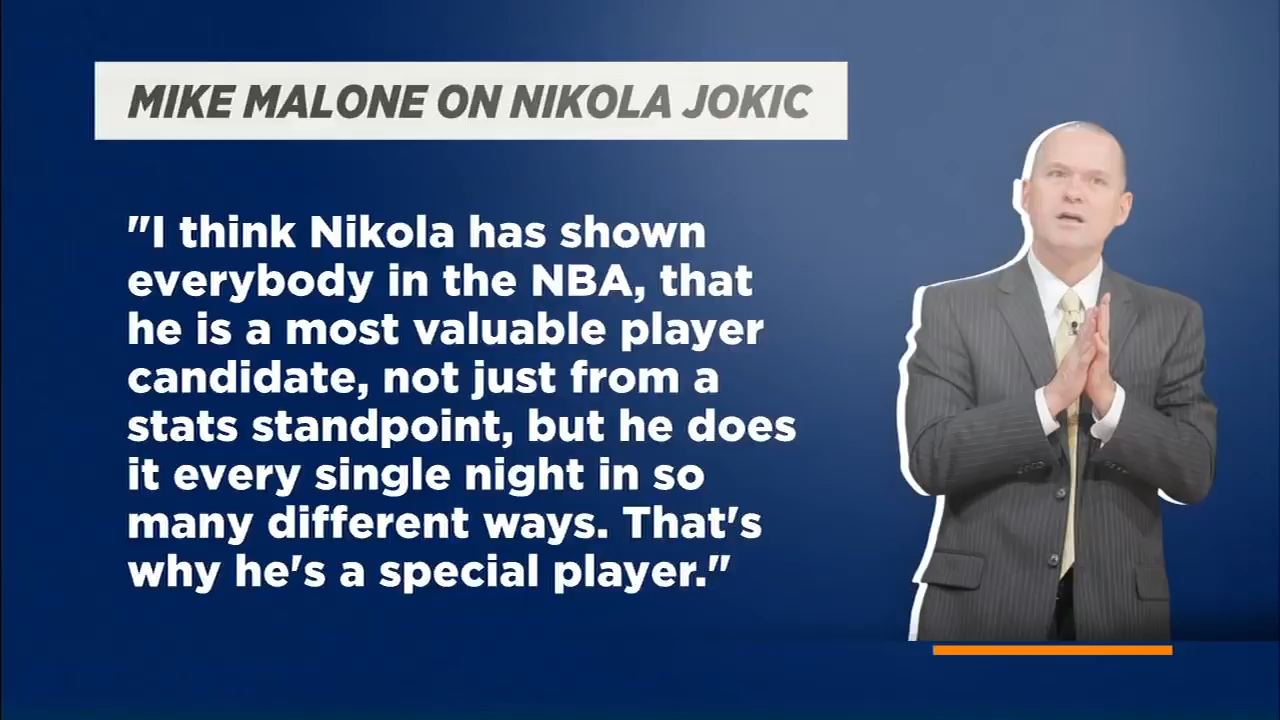 MIKE MALONE ON NIKOLA JOKIC
"I think Nikola has shown
everybody in the NBA, that
he is a most valuable player
candidate, not just from a
stats standpoint, but he does
it every single night in so
many different ways. That's
why he's a special player."